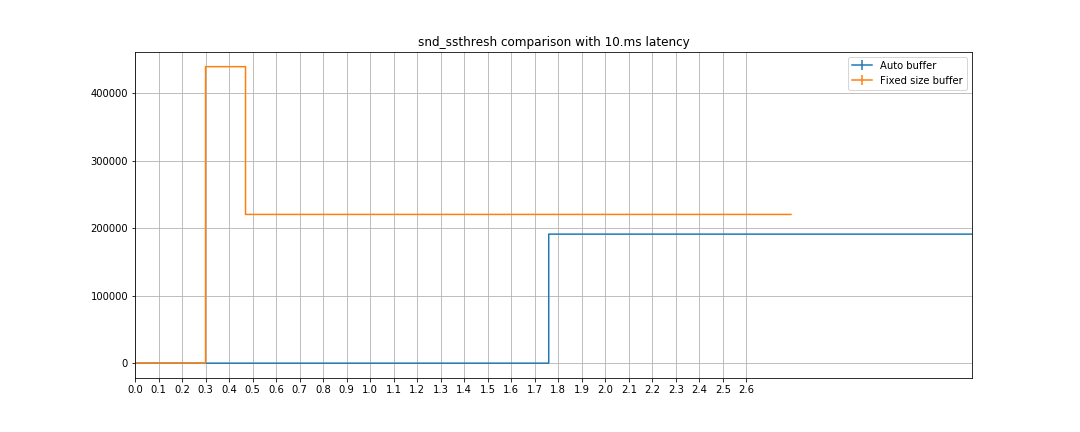 snd_ssthresh comparison with 10.ms latency
Auto buffer
Fixed size buffer
400000
300000
200000
100000
0
0.0 0.1 0.2 0.3 0.4 0.5 0.6 0.7 0.8 0.9 1.0 1.1 1.2 1.3 1.4 1.5 1.6 1.7 1.8 1.9 2.0 2.1 2.2 2.3 2.4 2.5 2.6